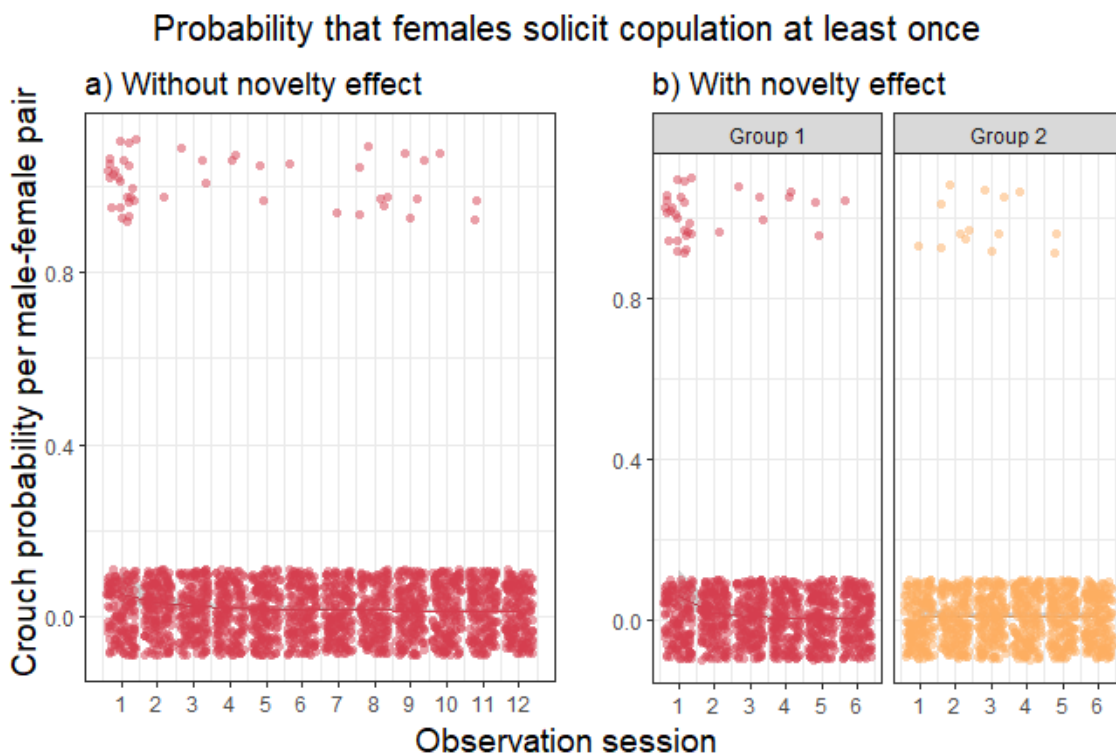 Probability that females solicit copulation at least once
a) Without novelty effect
b) With novelty effect
Group 1
Group 2
Crouch probability per male-female pair
0.8
0.4
0.0
0.8
0.4
0.0
1 2 3 4 5 6 7 8 9 10 11 12
1 2 3 4 5 6
1 2 3 4 5 6
Observation session